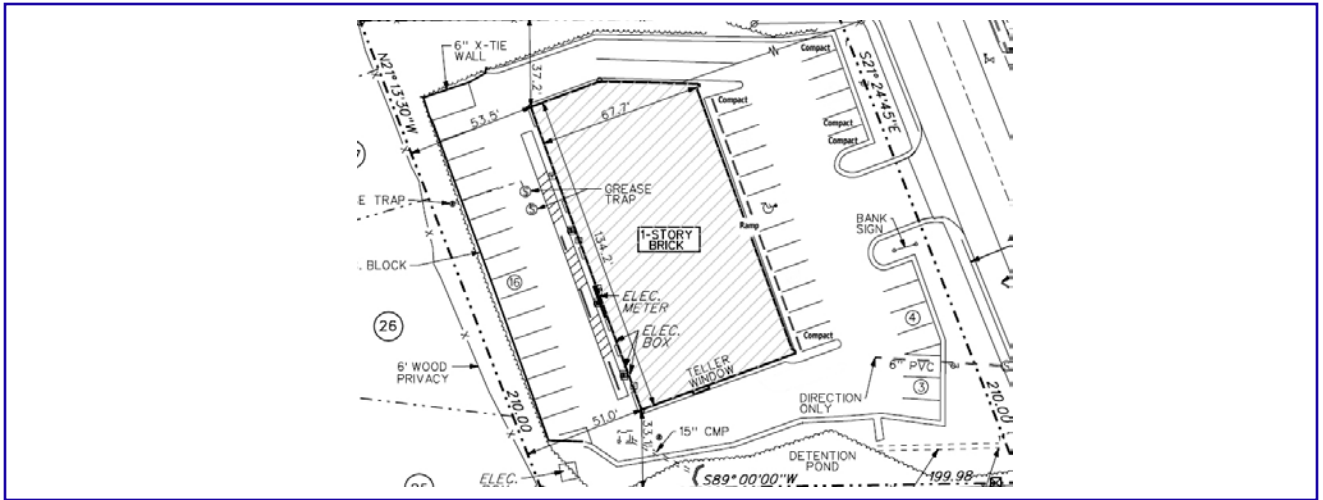 6" X-TIE
WALL
N21° 13'30"W
37.2'
53.5'
67.7'
Compact
S21° 24'45"E
Compact
Compact
Compact
GREASE
TRAP
E TRAP
Ramp
1-STORY
BRICK
BANK
SIGN
134.2'
. BLOCK
16
ELEC.
METER
26
ELEC.
BOX
4
Compact
6' WOOD
PRIVACY
TELLER
WINDOW
6" PVC
3
DIRECTION
ONLY
210.00
210.00
51.0'
33.1'
15" CMP
DETENTION
POND
ELEC.
S89° 00'00"W
199.98